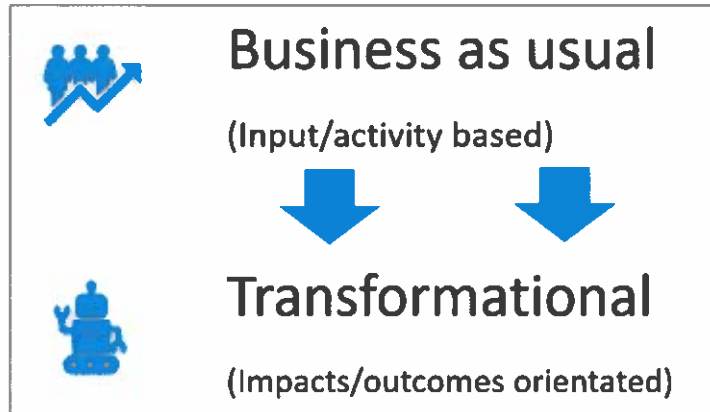 Business as usual
(Input/activity based)
Transformational
(Impacts/outcomes orientated)